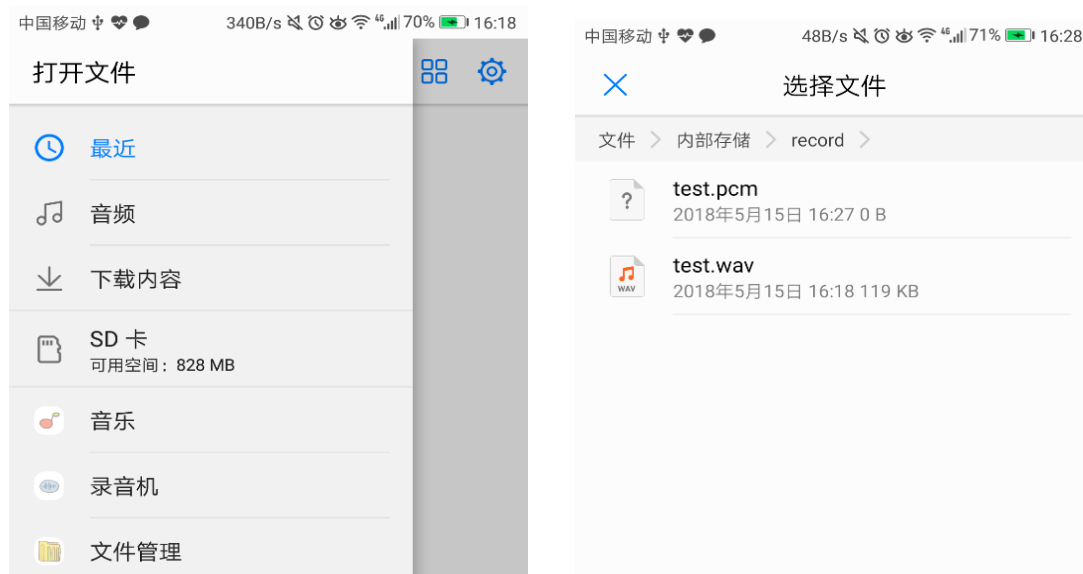 中国移动 340B/s 4G 70% 16:18
打开文件
最近
音频
下载内容
SD 卡
可用空间：828 MB
音乐
录音机
文件管理
中国移动 48B/s 4G 71% 16:28
选择文件
文件 内部存储 record
?
test.pcm
2018年5月15日 16:27 0 B
WAV
test.wav
2018年5月15日 16:18 119 KB